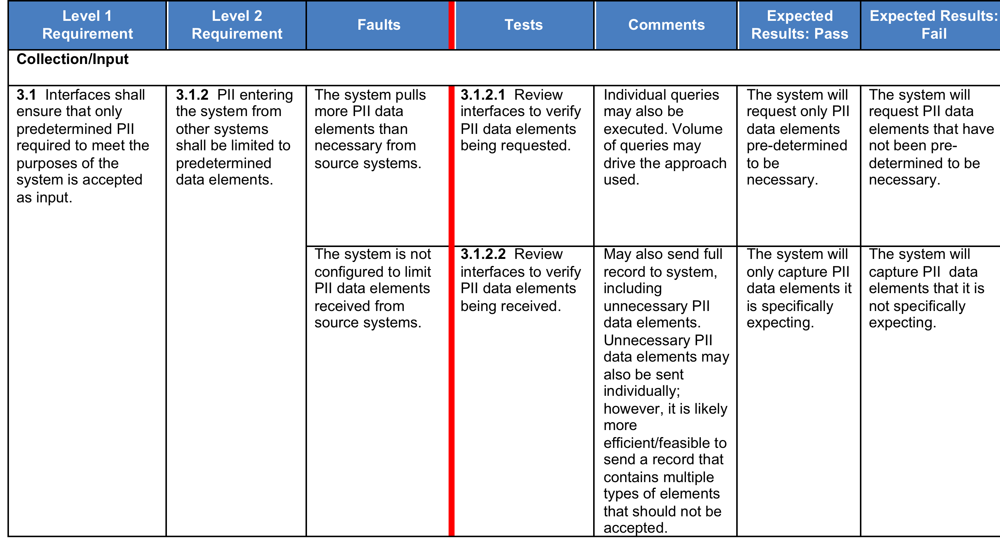 Level 1
Requirement
Level 2
Requirement
Faults
Tests
Comments
Expected
Results: Pass
Expected Results:
Fail
Collection/Input
3.1 Interfaces shall
ensure that only
predetermined PII
required to meet the
purposes of the
system is accepted
as input.
3.1.2 PII entering
the system from
other systems
shall be limited to
predetermined
data elements.
The system pulls
more PII data
elements than
necessary from
source systems.
3.1.2.1 Review
interfaces to verify
PII data elements
being requested.
Individual queries
may also be
executed. Volume
of queries may
drive the approach
used.
The system will
request only PII
data elements
pre-determined
to be
necessary.
The system will
request PII data
elements that have
not been pre-
determined to be
necessary.
The system is not
configured to limit
PII data elements
received from
source systems.
3.1.2.2 Review
interfaces to verify
PII data elements
being received.
May also send full
record to system,
including
unnecessary PII
data elements.
Unnecessary PII
data elements may
also be sent
individually;
however, it is likely
more
efficient/feasible to
send a record that
contains multiple
types of elements
that should not be
accepted.
The system will
only capture PII
data elements it
is specifically
expecting.
The system will
capture PII  data
elements that it is
not specifically
expecting.